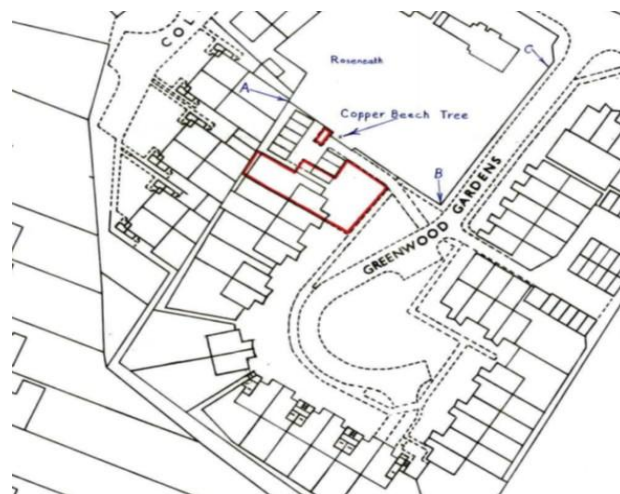 COL
Roseneath
C
A
Copper Beech Tree
B
GREENWOOD GARDENS